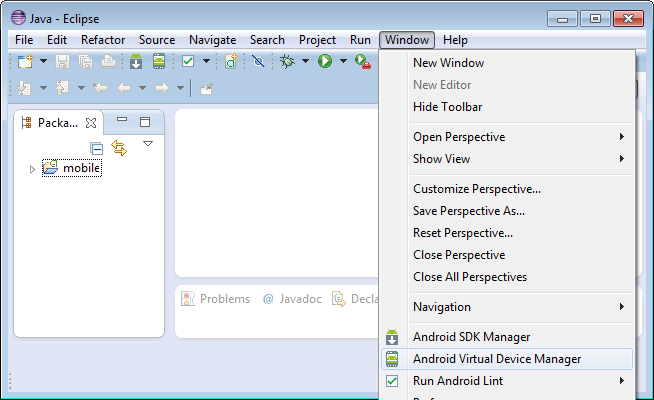 Java - Eclipse
File Edit Refactor Source Navigate Search Project Run Window Help
New Window
New Editor
Hide Toolbar
Open Perspective
Show View
Customize Perspective...
Save Perspective As...
Reset Perspective...
Close Perspective
Close All Perspectives
Navigation
Android SDK Manager
Android Virtual Device Manager
Run Android Lint
Packa...
mobile
Problems @ Javadoc Decla